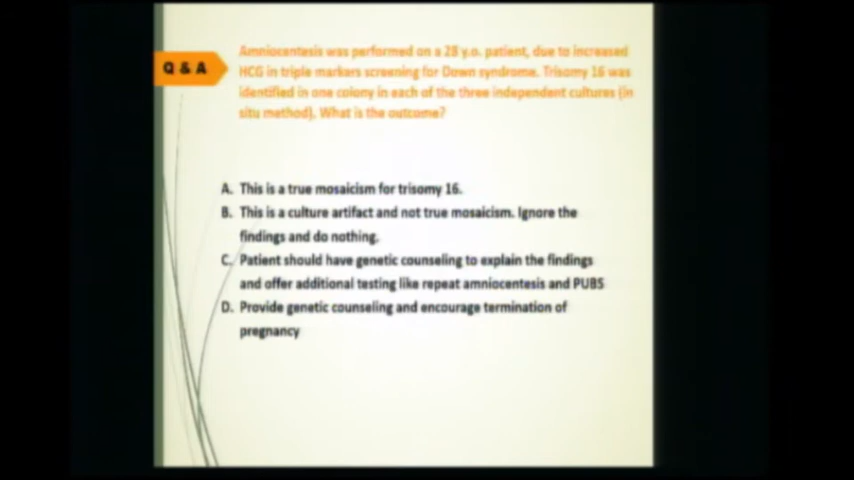 Q & A
Amniocentesis was performed on a 28 y.o. patient, due to increased
HCG in triple markers screening for Down syndrome. Trisomy 16 was
identified in one colony in each of the three independent cultures (in
situ method). What is the outcome?
A. This is a true mosaicism for trisomy 16.
B. This is a culture artifact and not true mosaicism. Ignore the
findings and do nothing.
C. Patient should have genetic counseling to explain the findings
and offer additional testing like repeat amniocentesis and PUBS
D. Provide genetic counseling and encourage termination of
pregnancy